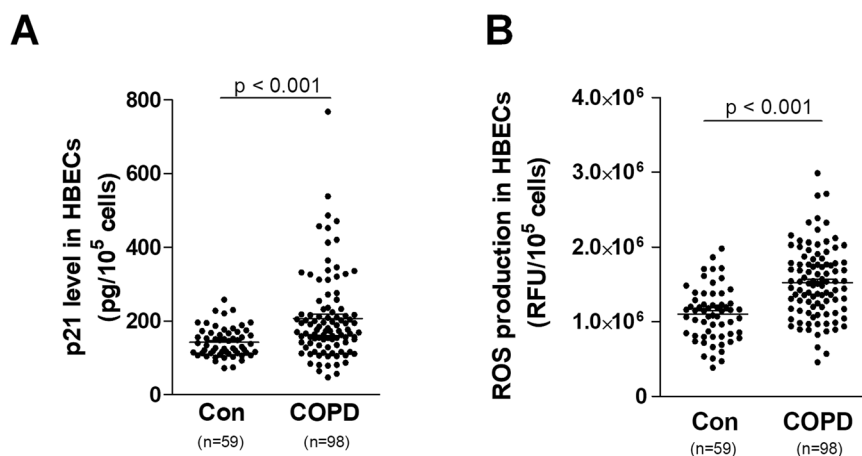 A
p21 level in HBECs
(pg/10⁵ cells)
800
600
400
200
0
p < 0.001
Con
COPD
(n=59)
(n=98)
B
ROS production in HBECs
(RFU/10⁵ cells)
4.0×10⁶
3.0×10⁶
2.0×10⁶
1.0×10⁶
0
p < 0.001
Con
COPD
(n=59)
(n=98)